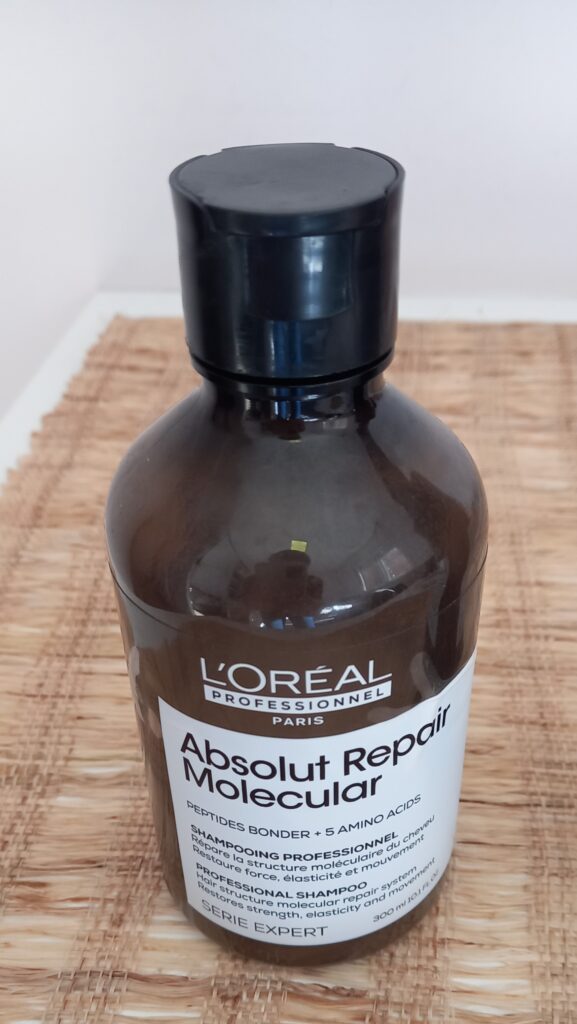 L'ORÉAL
PROFESSIONNEL
PARIS
Absolut Repair
Molecular
PEPTIDES BONDER + 5 AMINO ACIDS
SHAMPOOING PROFESSIONNEL
Répare la structure moléculaire du cheveu
Restaure force, élasticité et mouvement
PROFESSIONAL SHAMPOO
Hair structure molecular repair system
Restores strength, elasticity and movement
SERIE EXPERT
300 ml 10.1 Fl. Oz